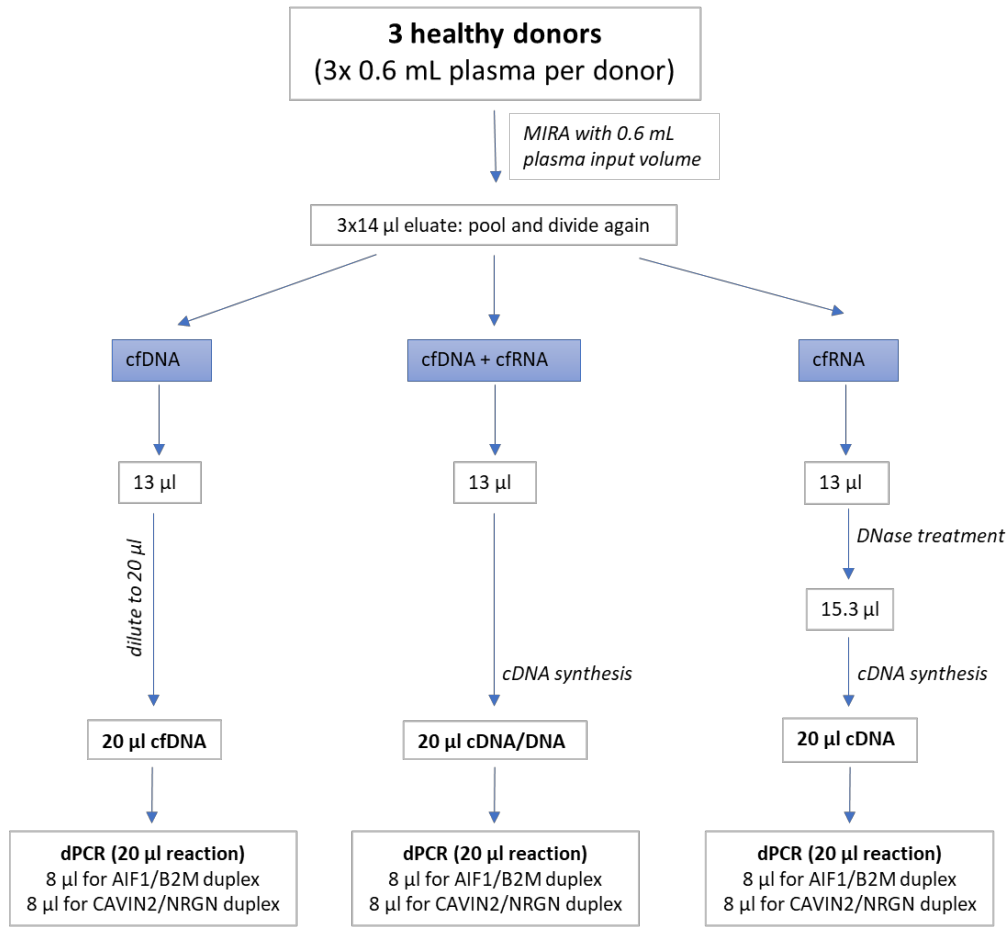 3 healthy donors
(3x 0.6 mL plasma per donor)
MIRA with 0.6 mL
plasma input volume
3x14 µl eluate: pool and divide again
cfDNA
cfDNA + cfRNA
cfRNA
13 µl
13 µl
13 µl
dilute to 20 µl
DNase treatment
15.3 µl
cDNA synthesis
cDNA synthesis
20 µl cfDNA
20 µl cDNA/DNA
20 µl cDNA
dPCR (20 µl reaction)
8 µl for AIF1/B2M duplex
8 µl for CAVIN2/NRGN duplex
dPCR (20 µl reaction)
8 µl for AIF1/B2M duplex
8 µl for CAVIN2/NRGN duplex
dPCR (20 µl reaction)
8 µl for AIF1/B2M duplex
8 µl for CAVIN2/NRGN duplex